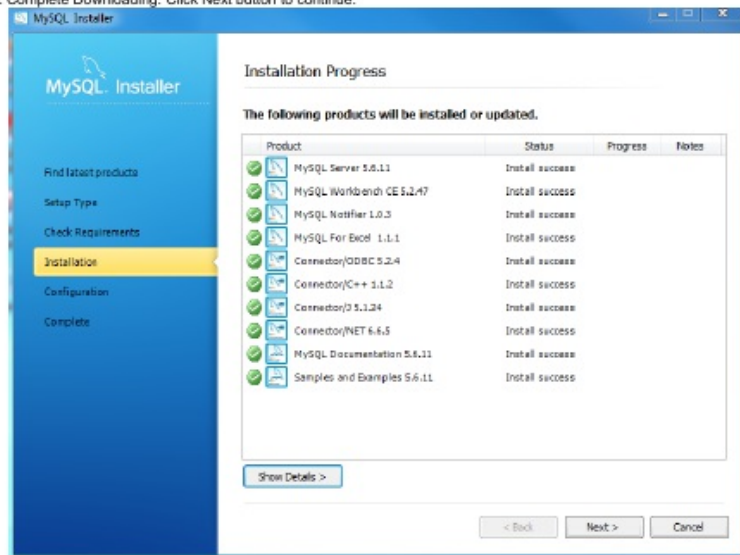 . Complete Downloading. Click Next button to continue.
MySQL Installer
MySQL. Installer
Installation Progress
The following products will be installed or updated.
Product Status Progress Notes
MySQL Server 5.6.11 Install success
MySQL Workbench CE 5.2.47 Install success
MySQL Notifier 1.0.3 Install success
MySQL For Excel 1.1.1 Install success
Connector/ODBC 5.2.4 Install success
Connector/C++ 1.1.2 Install success
Connector/J 5.1.24 Install success
Connector/NET 6.6.5 Install success
MySQL Documentation 5.6.11 Install success
Samples and Examples 5.6.11 Install success
Find latest products
Setup Type
Check Requirements
Installation
Configuration
Complete
Show Details >
< Back Next > Cancel